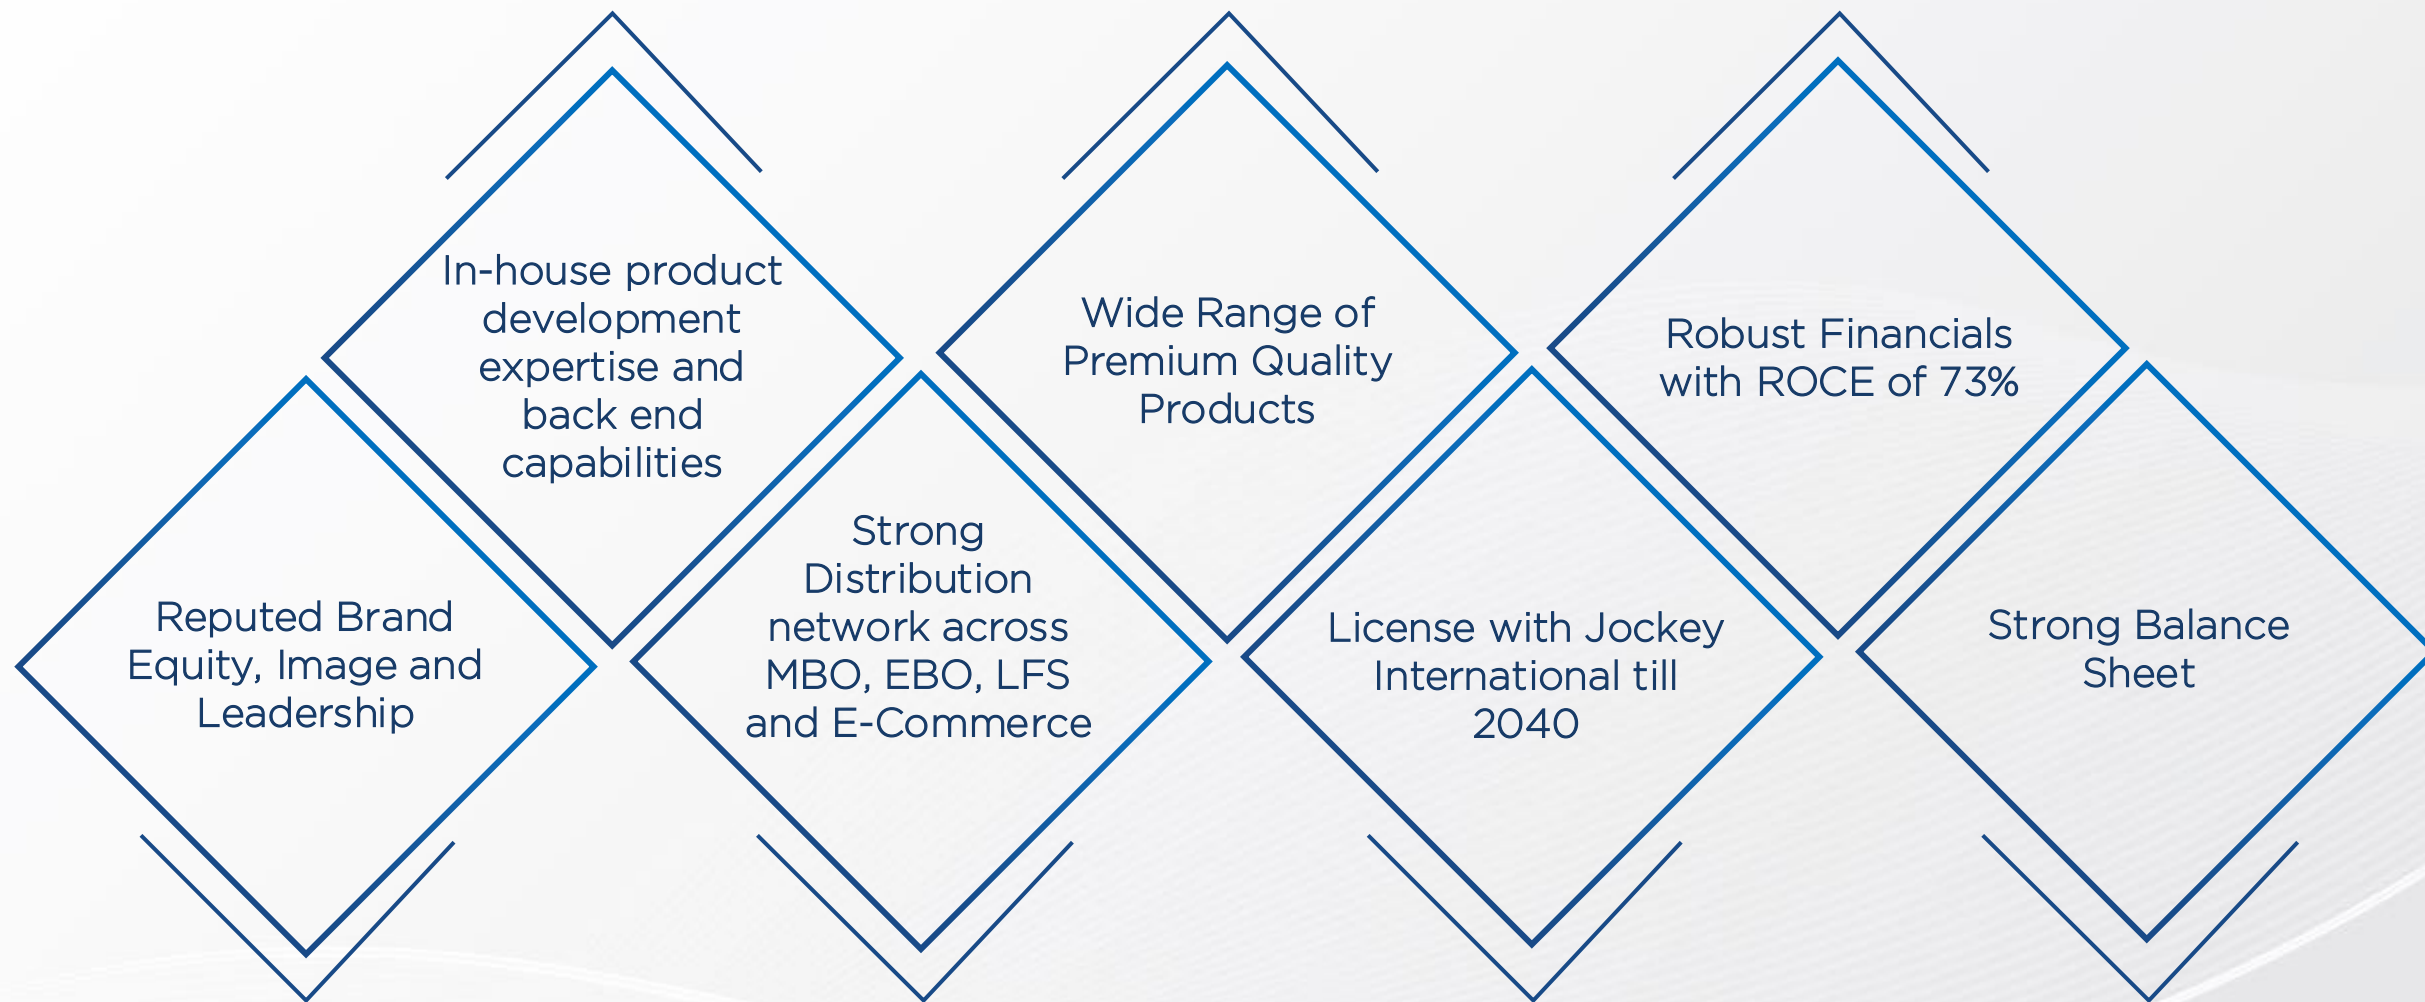 In-house product
development
expertise and
back end
capabilities
Wide Range of
Premium Quality
Products
Robust Financials
with ROCE of 73%
Reputed Brand
Equity, Image and
Leadership
Strong
Distribution
network across
MBO, EBO, LFS
and E-Commerce
License with Jockey
International till
2040
Strong Balance
Sheet